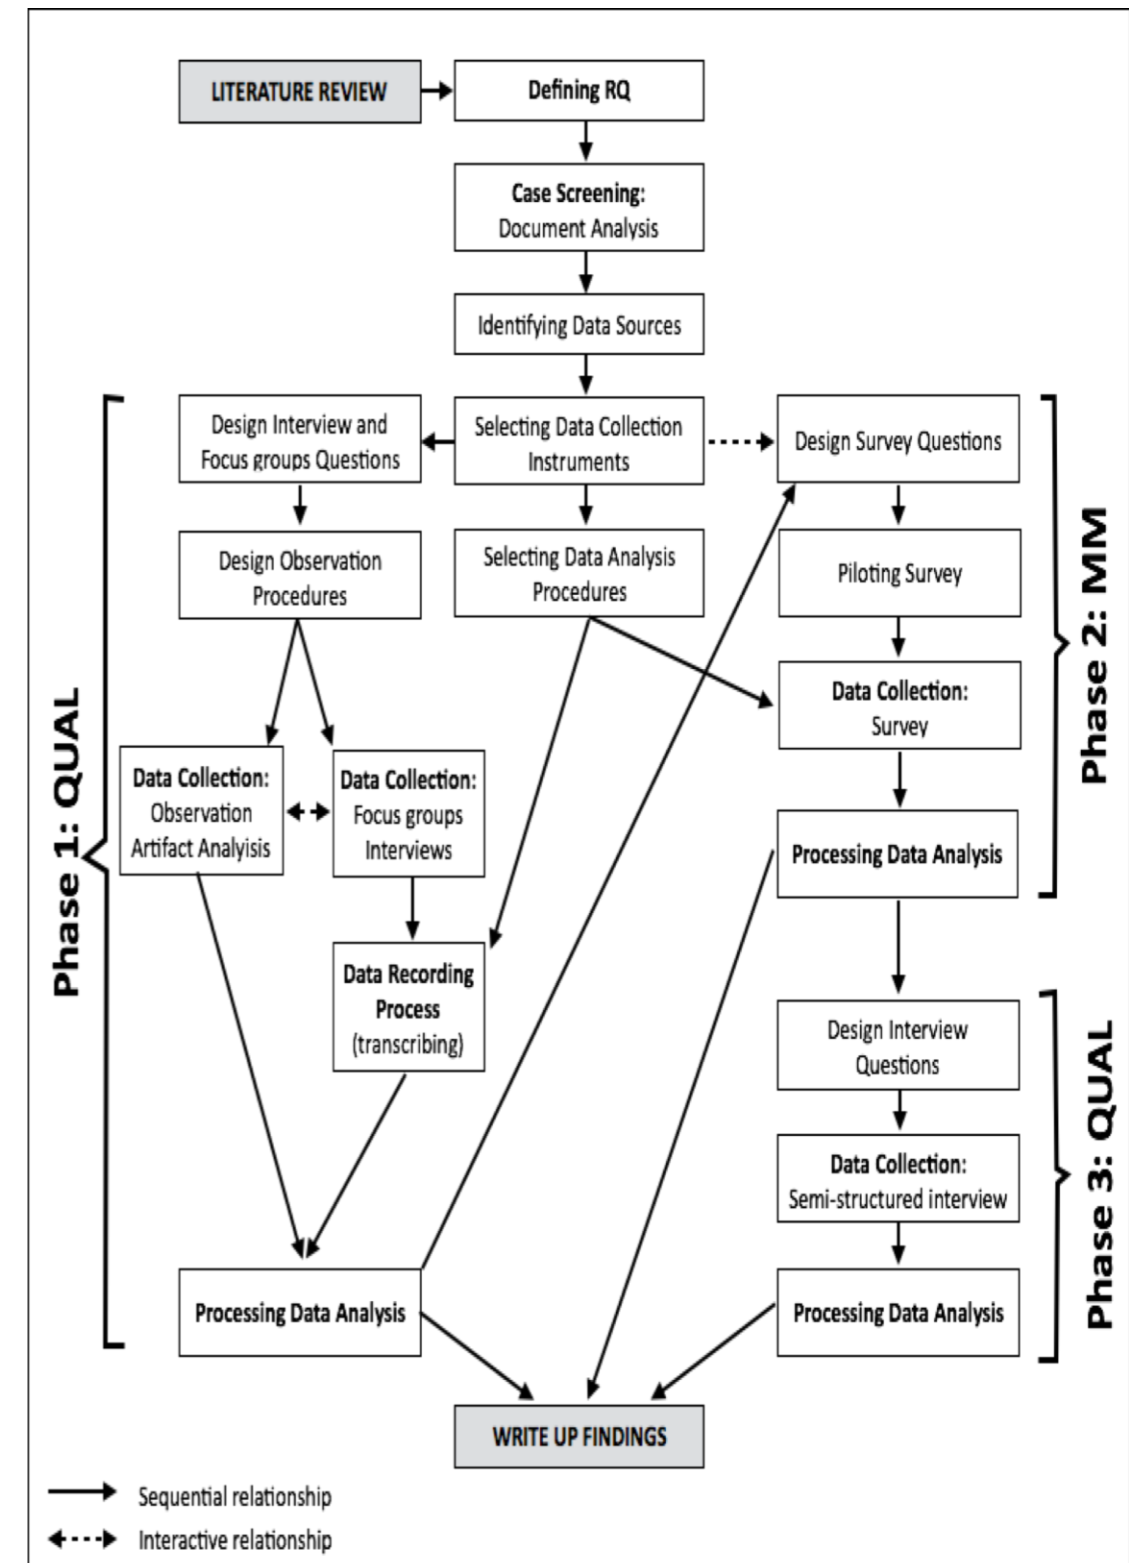 LITERATURE REVIEW
Defining RQ
Case Screening:
Document Analysis
Identifying Data Sources
Design Interview and
Focus groups Questions
Selecting Data Collection
Instruments
Design Survey Questions
Design Observation
Procedures
Selecting Data Analysis
Procedures
Piloting Survey
Data Collection:
Survey
Data Collection:
Observation
Artifact Analyisis
Data Collection:
Focus groups
Interviews
Processing Data Analysis
Data Recording
Process
(transcribing)
Design Interview
Questions
Data Collection:
Semi-structured interview
Processing Data Analysis
Processing Data Analysis
WRITE UP FINDINGS
Phase 1: QUAL
Phase 2: MM
Phase 3: QUAL
Sequential relationship
Interactive relationship